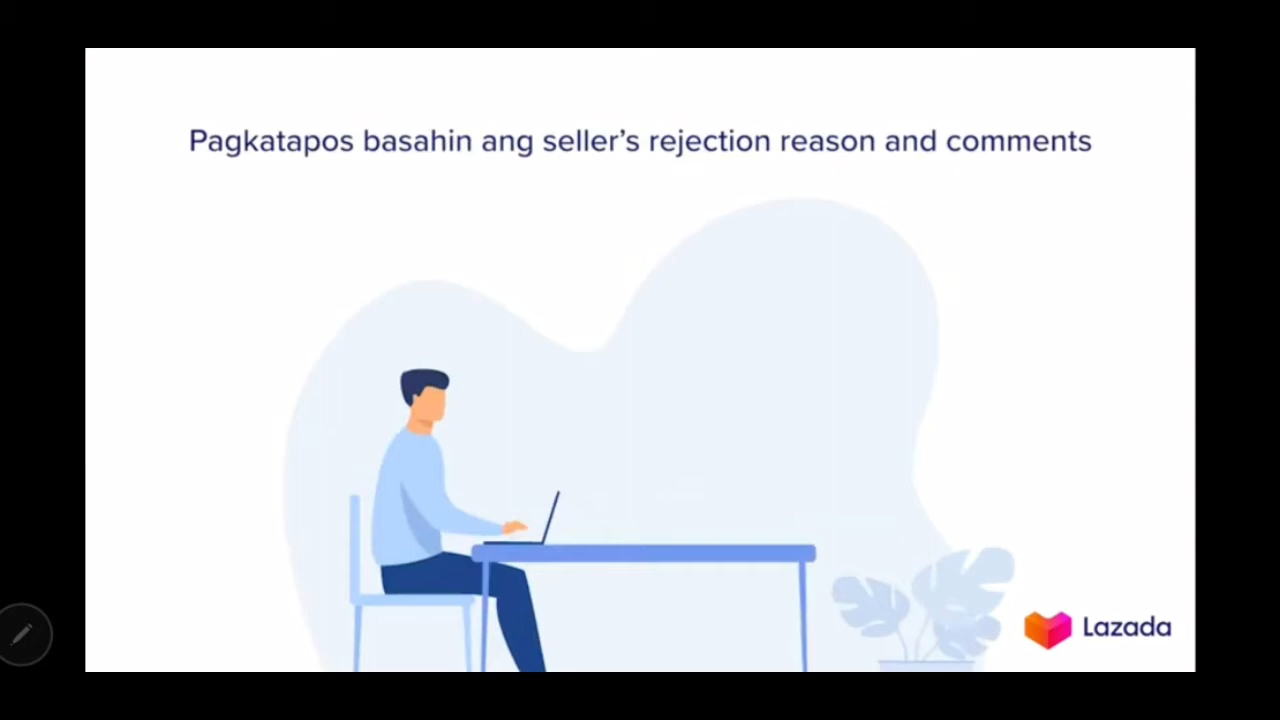 Pagkatapos basahin ang seller’s rejection reason and comments
Lazada